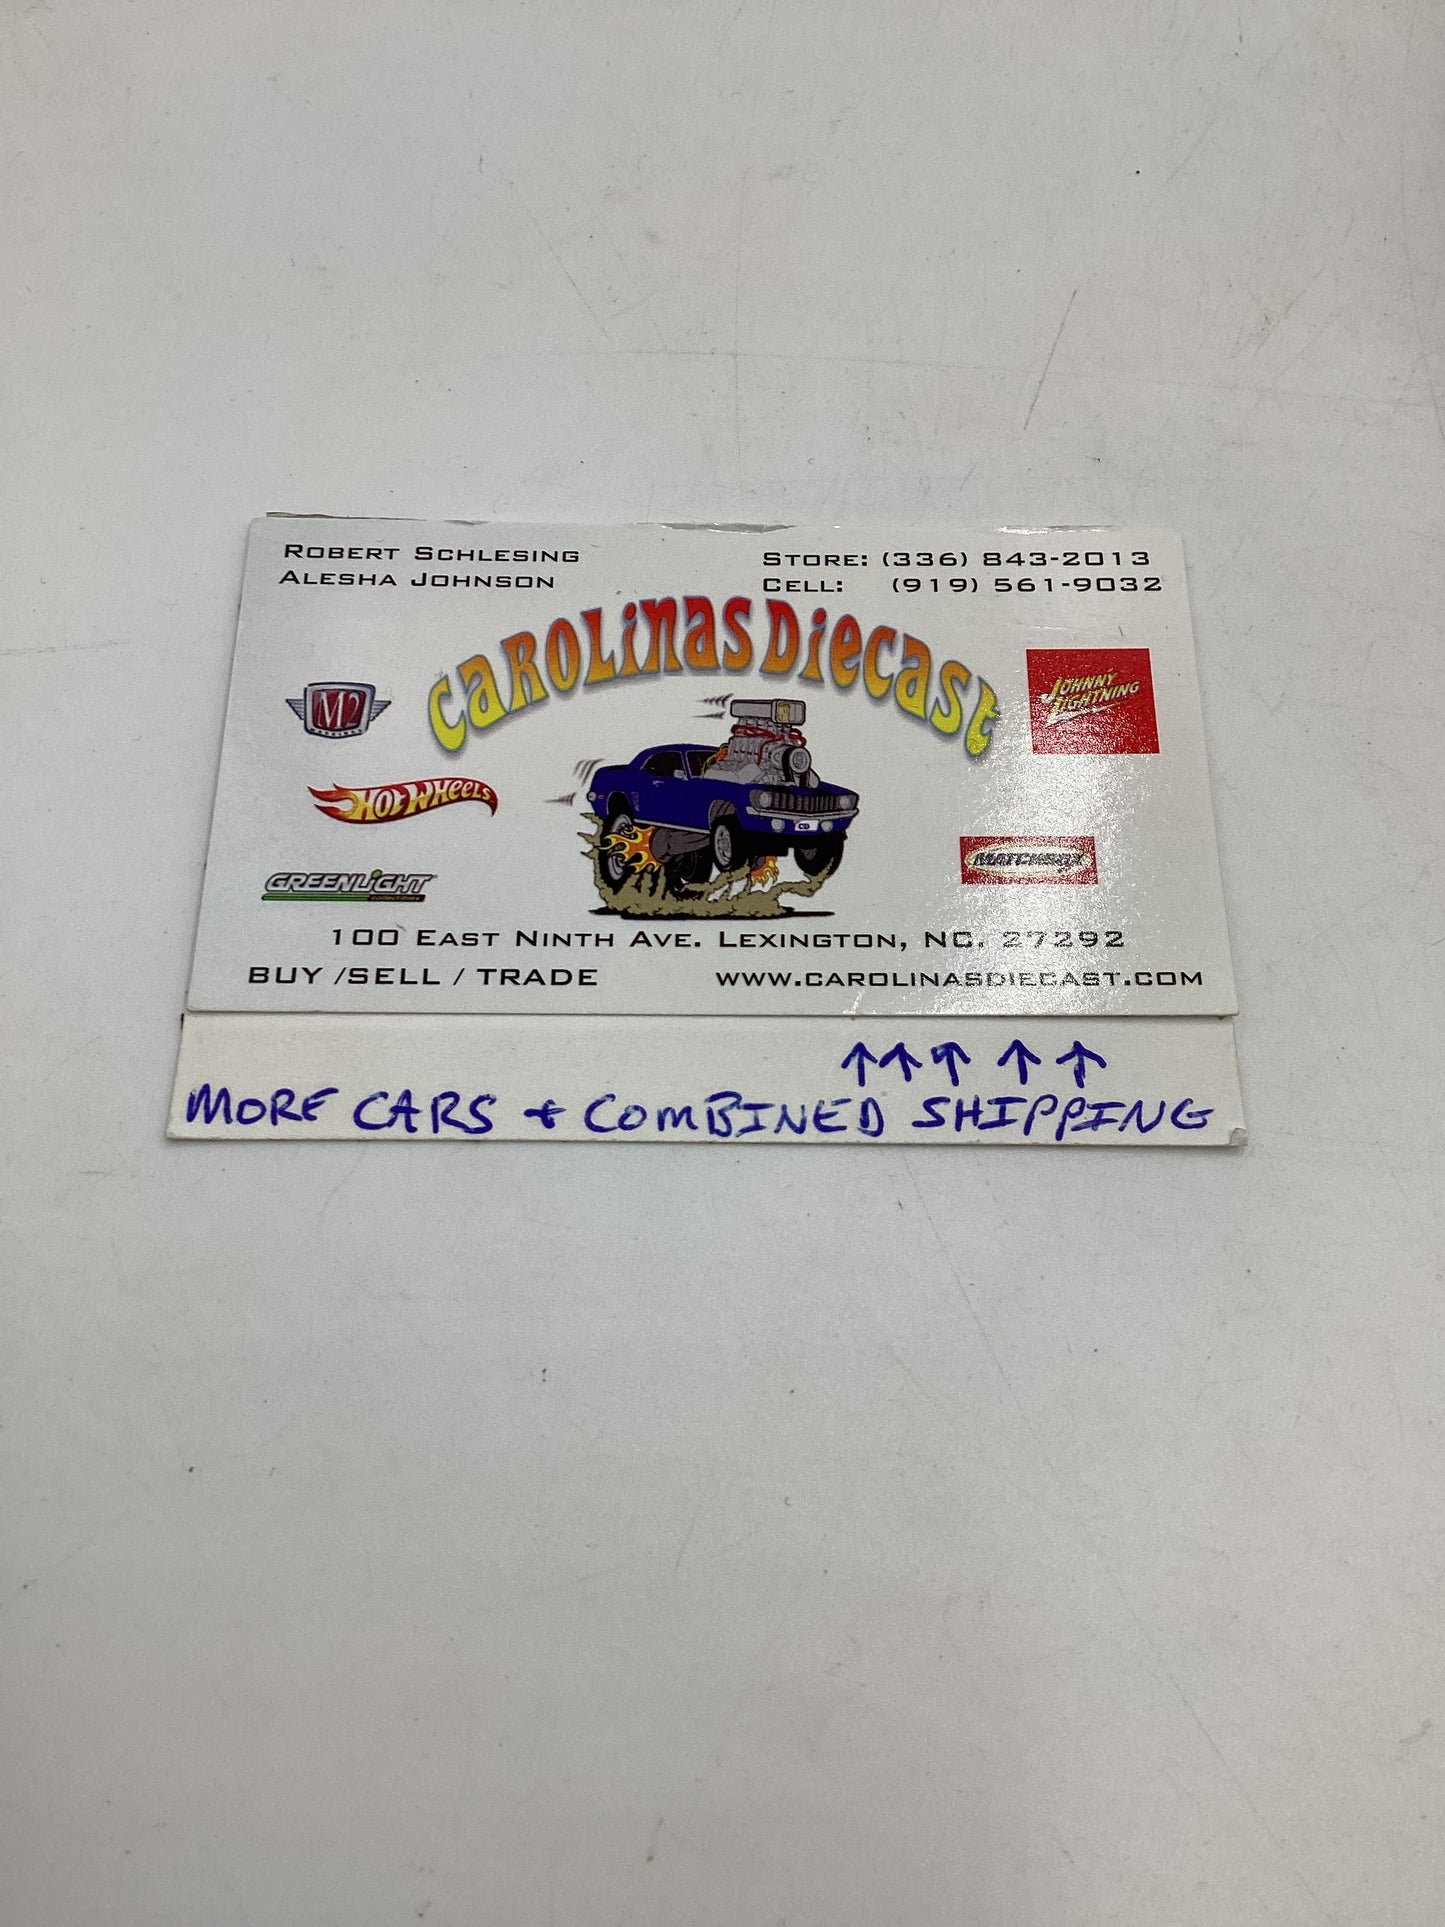 Robert Schlesing
Alesha Johnson
Store: (336) 843-2013
Cell: (919) 561-9032
Carolinas Diecast
M2
MACHINES
Johnny Lightning
Hot Wheels
Matchbox
GREENLiGHT
CD
100 East Ninth Ave. Lexington, NC. 27292
BUY /SELL / TRADE
www.carolinasdiecast.com
MORE CARS + COMBINED SHIPPING